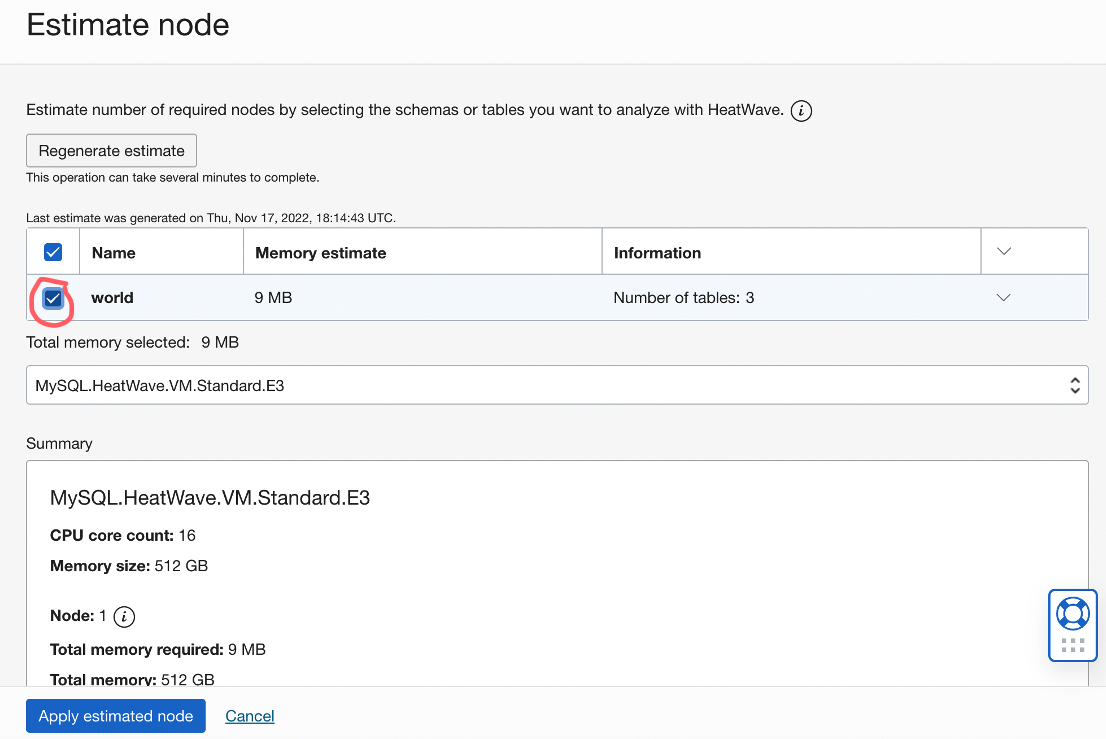 Estimate node
Estimate number of required nodes by selecting the schemas or tables you want to analyze with HeatWave. i
Regenerate estimate
This operation can take several minutes to complete.
Last estimate was generated on Thu, Nov 17, 2022, 18:14:43 UTC.
Name Memory estimate Information
world 9 MB Number of tables: 3
Total memory selected: 9 MB
MySQL.HeatWave.VM.Standard.E3
Summary
MySQL.HeatWave.VM.Standard.E3
CPU core count: 16
Memory size: 512 GB
Node: 1 i
Total memory required: 9 MB
Total memory: 512 GB
Apply estimated node Cancel